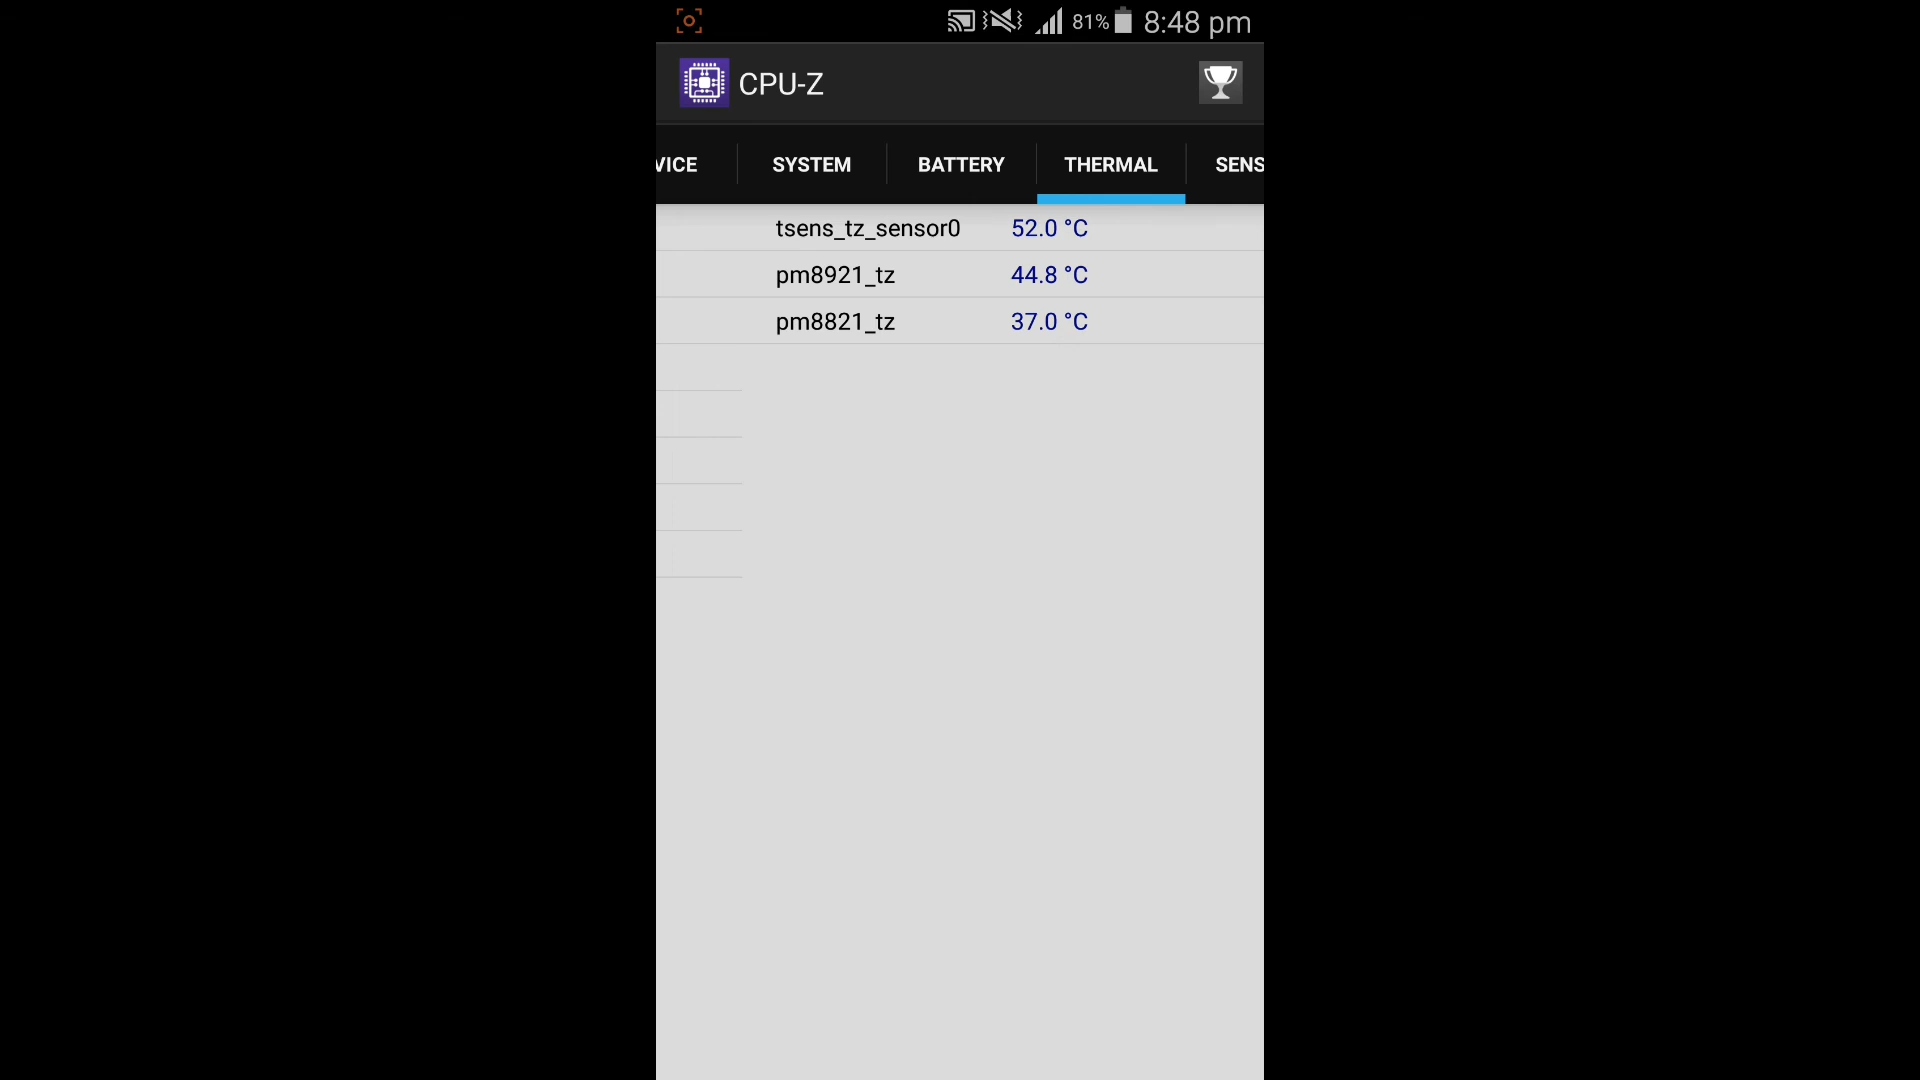 81% 8:48 pm
CPU-Z
VICE SYSTEM BATTERY THERMAL SENS
tsens_tz_sensor0 52.0 °C
pm8921_tz 44.8 °C
pm8821_tz 37.0 °C